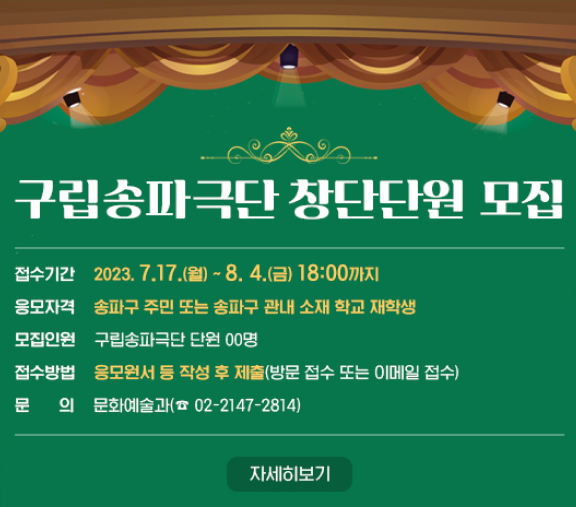 구립송파극단 창단단원 모집
접수기간 2023. 7.17.(월) ~ 8. 4.(금) 18:00까지
응모자격 송파구 주민 또는 송파구 관내 소재 학교 재학생
모집인원 구립송파극단 단원 00명
접수방법 응모원서 등 작성 후 제출(방문 접수 또는 이메일 접수)
문 의 문화예술과(☎ 02-2147-2814)
자세히보기